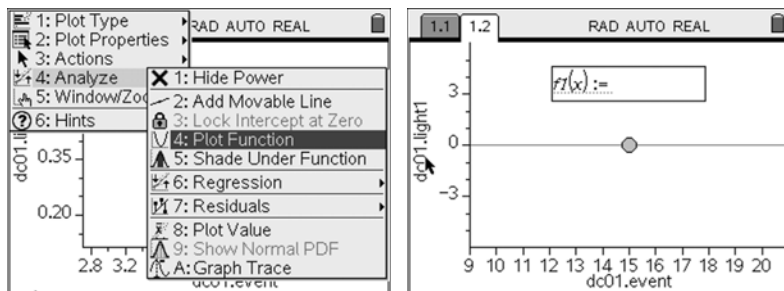 1: Plot Type
2: Plot Properties
3: Actions
4: Analyze
5: Window/Zoo
6: Hints
RAD AUTO REAL
1: Hide Power
2: Add Movable Line
3: Lock Intercept at Zero
4: Plot Function
5: Shade Under Function
6: Regression
7: Residuals
8: Plot Value
9: Show Normal PDF
A: Graph Trace
dc01.li
0.35
0.20
2.8 3.2
dc01.event
1.1 1.2 RAD AUTO REAL
f1(x) :=
dc01.light1
3
0
-3
9 10 11 12 13 14 15 16 17 18 19 20
dc01.event